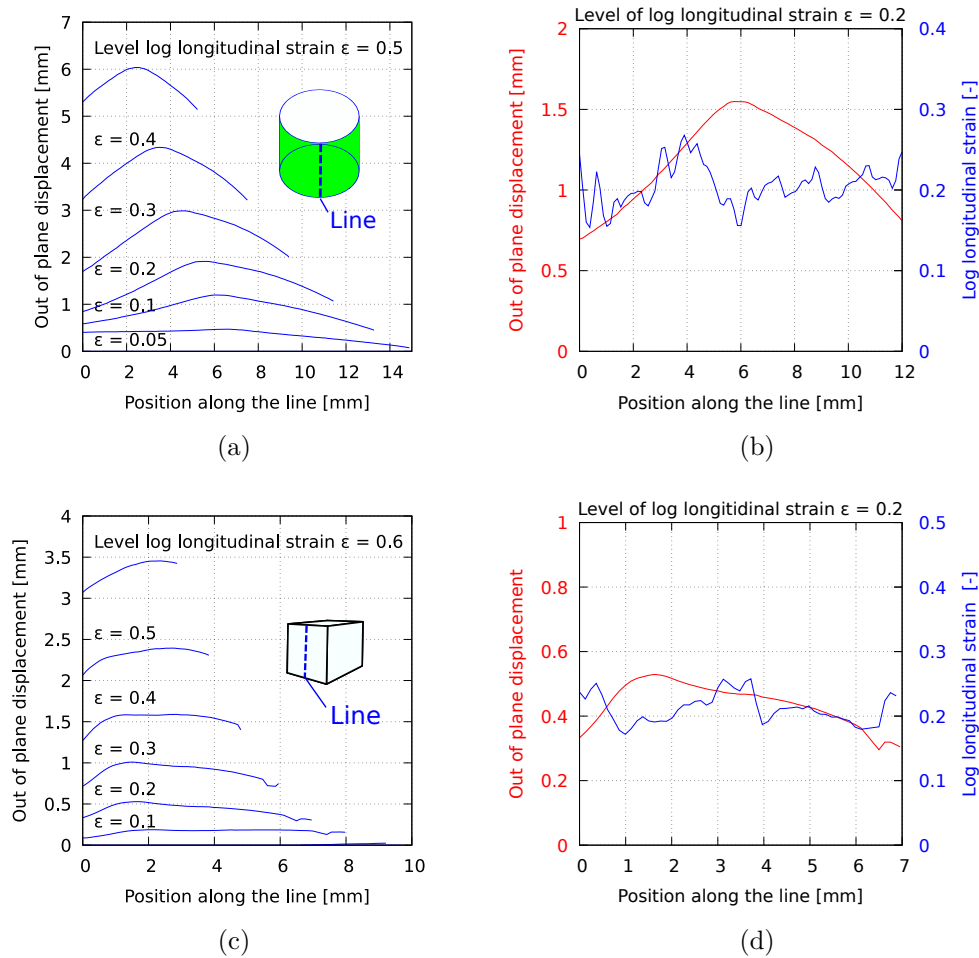 Level log longitudinal strain ε = 0.5
ε = 0.4
ε = 0.3
ε = 0.2
ε = 0.1
ε = 0.05
Line
Out of plane displacement [mm]
0 1 2 3 4 5 6 7
0 2 4 6 8 10 12 14
Position along the line [mm]
(a)
Level of log longitudinal strain ε = 0.2
Out of plane displacement [mm]
0 0.5 1 1.5 2
Log longitudinal strain [-]
0 0.1 0.2 0.3 0.4
0 2 4 6 8 10 12
Position along the line [mm]
(b)
Level log longitudinal strain ε = 0.6
ε = 0.5
ε = 0.4
ε = 0.3
ε = 0.2
ε = 0.1
Line
Out of plane displacement [mm]
0 0.5 1 1.5 2 2.5 3 3.5 4
0 2 4 6 8 10
Position along the line [mm]
(c)
Level of log longitidinal strain ε = 0.2
Out of plane displacement
0 0.2 0.4 0.6 0.8 1
Log longitudinal strain [-]
0 0.1 0.2 0.3 0.4 0.5
0 1 2 3 4 5 6 7
Position along the line [mm]
(d)